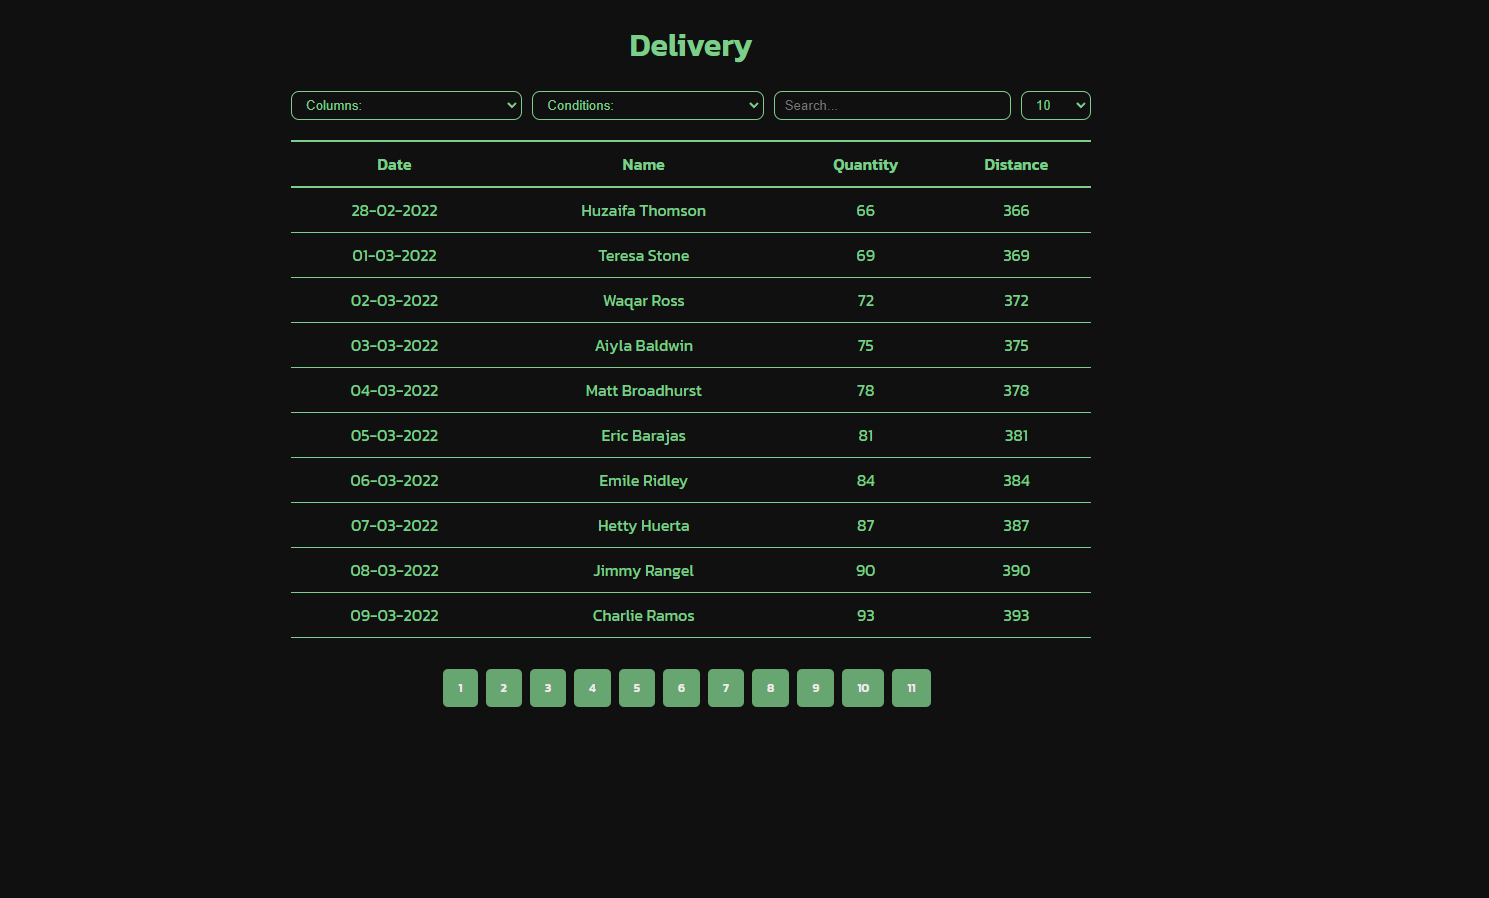 Delivery
Columns: Conditions: Search... 10
Date Name Quantity Distance
28-02-2022 Huzaifa Thomson 66 366
01-03-2022 Teresa Stone 69 369
02-03-2022 Waqar Ross 72 372
03-03-2022 Aiyla Baldwin 75 375
04-03-2022 Matt Broadhurst 78 378
05-03-2022 Eric Barajas 81 381
06-03-2022 Emile Ridley 84 384
07-03-2022 Hetty Huerta 87 387
08-03-2022 Jimmy Rangel 90 390
09-03-2022 Charlie Ramos 93 393
1 2 3 4 5 6 7 8 9 10 11